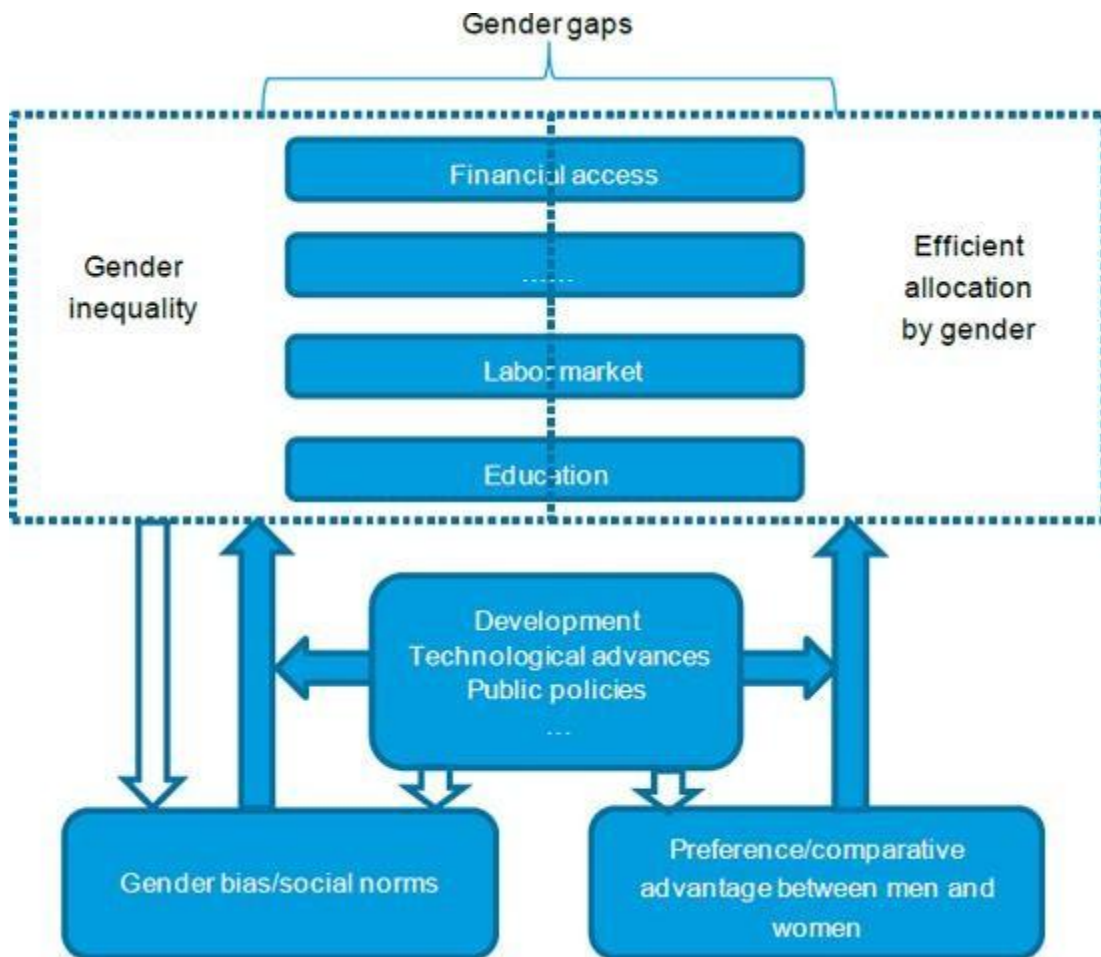 Gender gaps
Financial access
......
Labor market
Education
Gender
inequality
Efficient
allocation
by gender
Development
Technological advances
Public policies
...
Gender bias/social norms
Preference/comparative
advantage between men and
women